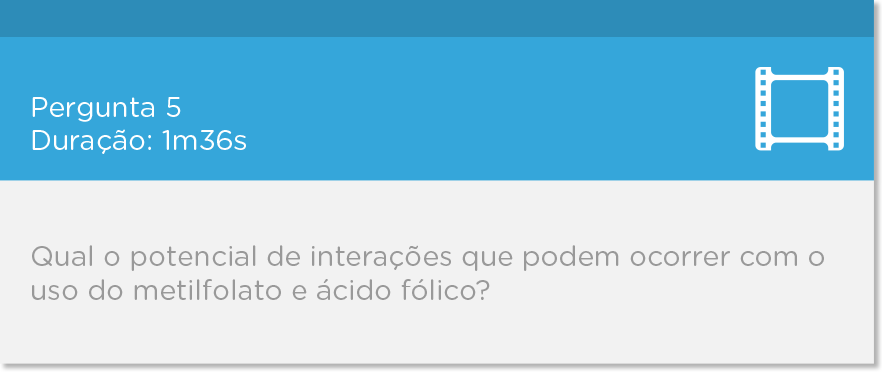 Pergunta 5
Duração: 1m36s
Qual o potencial de interações que podem ocorrer com o
uso do metilfolato e ácido fólico?